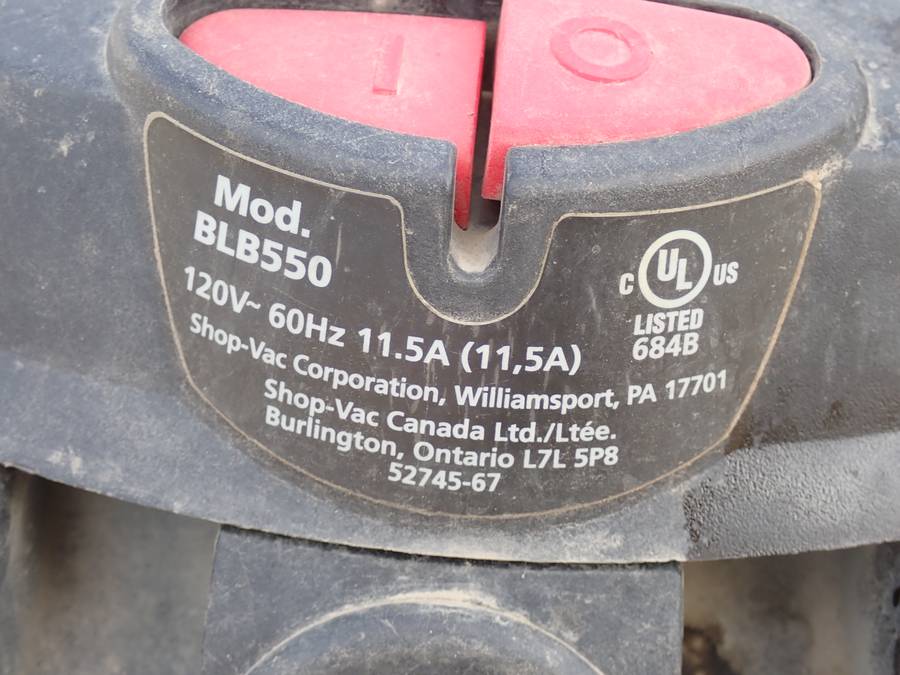 Mod.
BLB550
120V~ 60Hz 11.5A (11,5A)
Shop-Vac Corporation, Williamsport, PA 17701
Shop-Vac Canada Ltd./Ltée.
Burlington, Ontario L7L 5P8
52745-67
C UL US
LISTED
684B